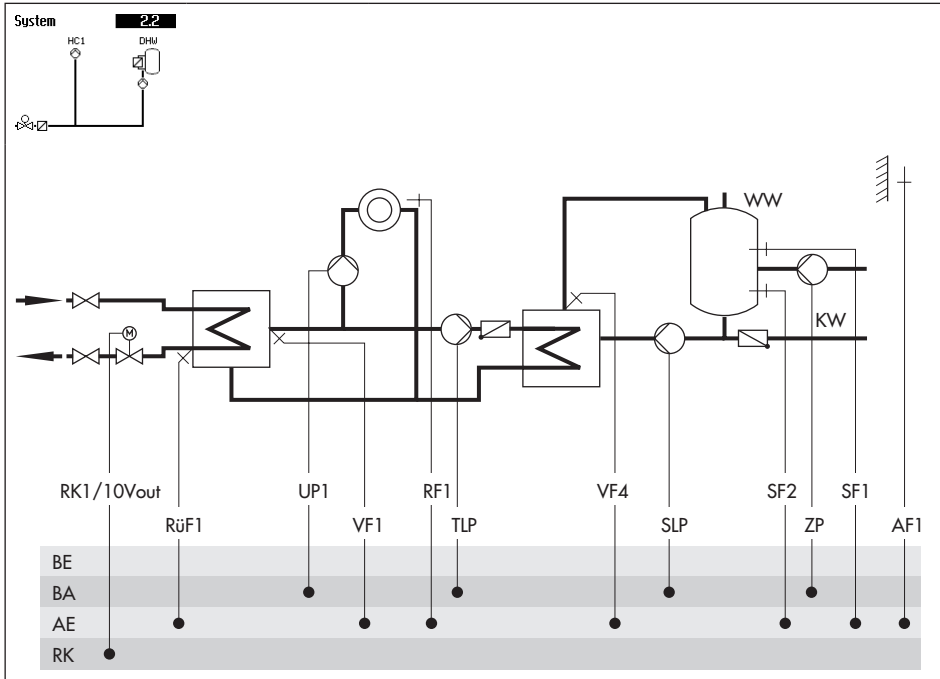 System 2.2
HC1 DHW
WW
KW
M
RK1/10Vout UP1 RF1 VF4 SF2 SF1
RüF1 VF1 TLP SLP ZP AF1
BE
BA
AE
RK